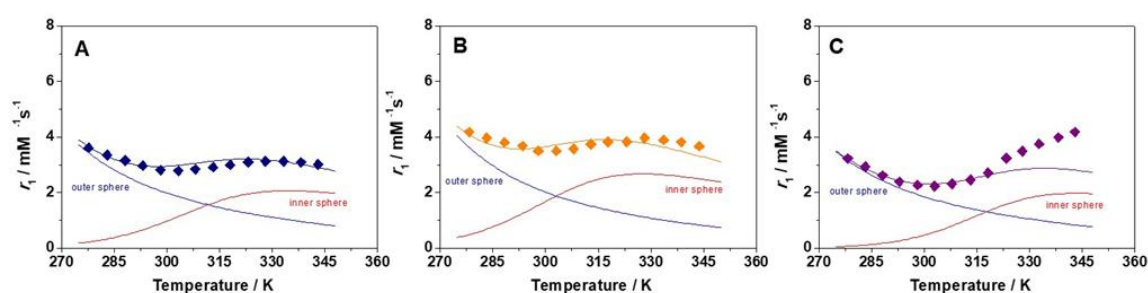 A
r₁ / mM ⁻¹s⁻¹
8
6
4
2
0
outer sphere
inner sphere
270 285 300 315 330 345 360
Temperature / K
B
r₁ / mM ⁻¹s⁻¹
8
6
4
2
0
outer sphere
inner sphere
270 285 300 315 330 345 360
Temperature / K
C
r₁ / mM ⁻¹s⁻¹
8
6
4
2
0
outer sphere
inner sphere
270 285 300 315 330 345 360
Temperature / K